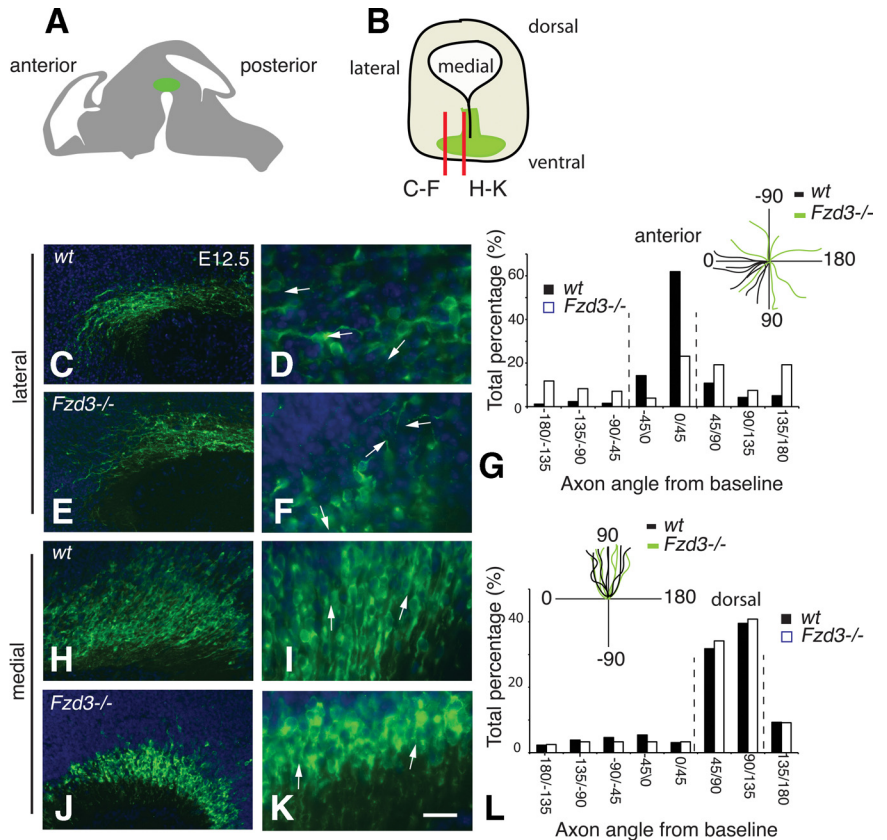 A
anterior
posterior
B
dorsal
lateral
medial
ventral
C-F
H-K
lateral
wt
E12.5
C
D
Fzd3-/-
E
F
medial
wt
H
I
Fzd3-/-
J
K
-90
wt
Fzd3-/-
anterior
0
180
90
Total percentage (%)
60
40
20
0
wt
Fzd3-/-
-180/-135
-135/-90
-90/-45
-45\0
0/45
45/90
90/135
135/180
G
Axon angle from baseline
90
wt
Fzd3-/-
0
180
-90
dorsal
Total percentage (%)
40
20
0
wt
Fzd3-/-
-180/-135
-135/-90
-90/-45
-45\0
0/45
45/90
90/135
135/180
L
Axon angle from baseline